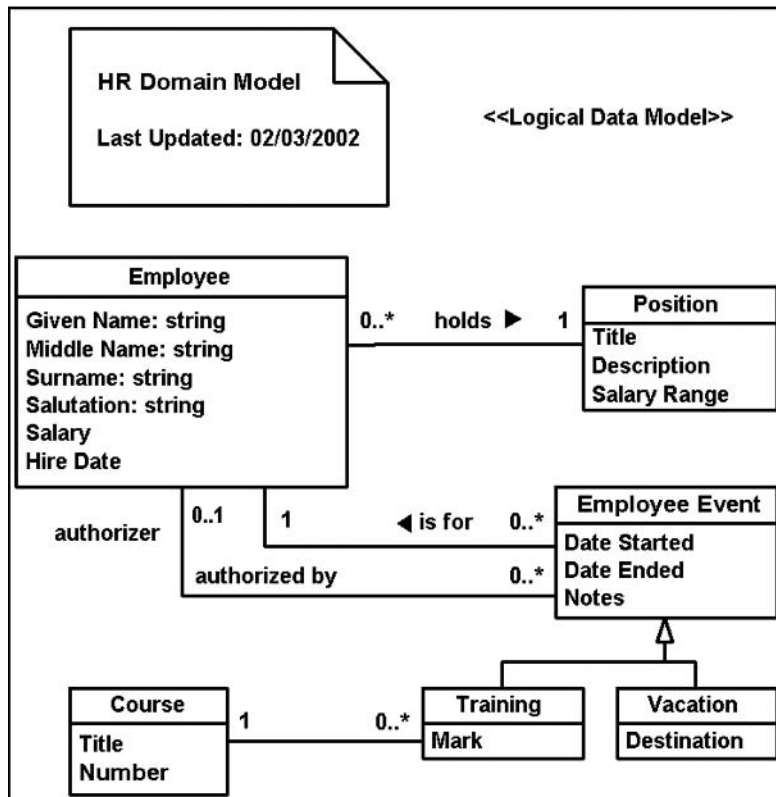 HR Domain Model
Last Updated: 02/03/2002
<<Logical Data Model>>
Employee
Given Name: string
Middle Name: string
Surname: string
Salutation: string
Salary
Hire Date
0..* holds ▶ 1
Position
Title
Description
Salary Range
authorizer
0..1
1
◀ is for 0..*
authorized by 0..*
Employee Event
Date Started
Date Ended
Notes
Course
Title
Number
1 0..*
Training
Mark
Vacation
Destination